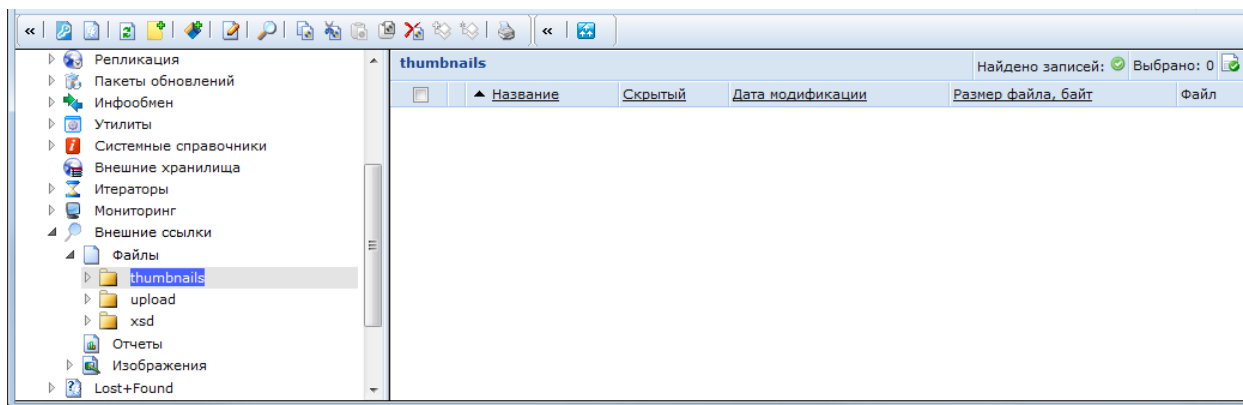 Репликация
Пакеты обновлений
Инфообмен
Утилиты
Системные справочники
Внешние хранилища
Итераторы
Мониторинг
Внешние ссылки
Файлы
thumbnails
upload
xsd
Отчеты
Изображения
Lost+Found
thumbnails Найдено записей: Выбрано: 0
Название Скрытый Дата модификации Размер файла, байт Файл